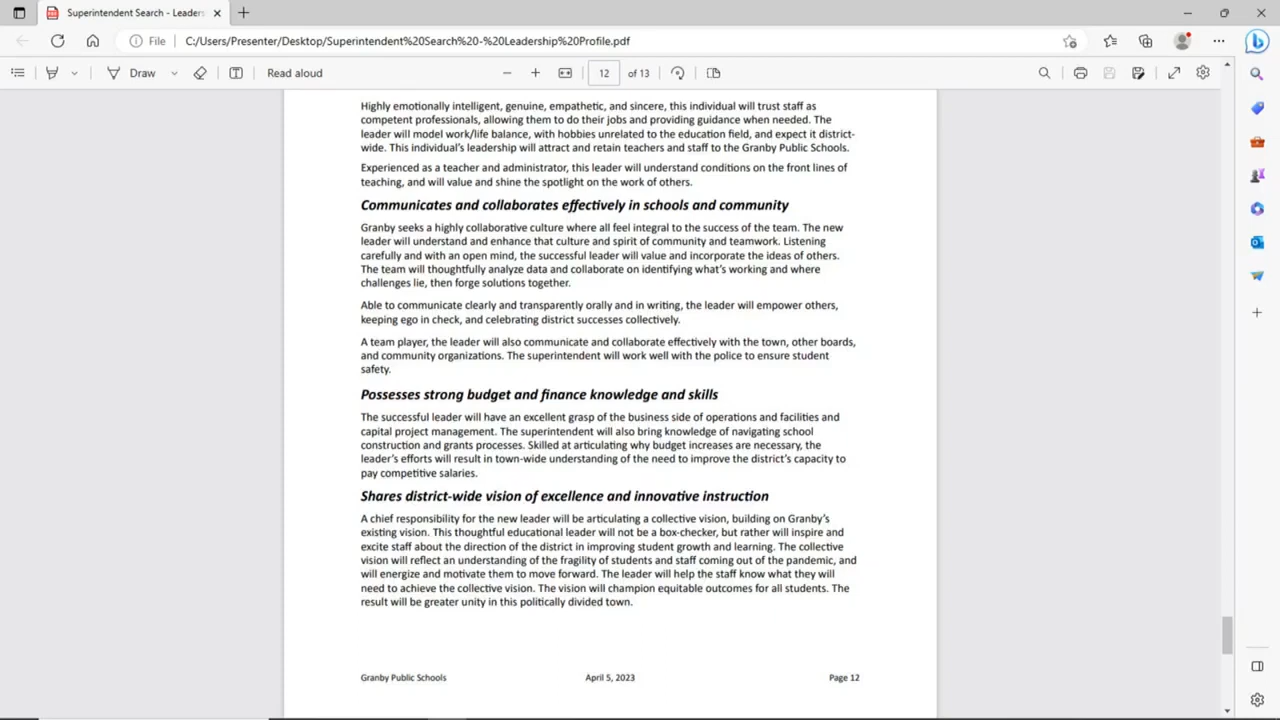 Superintendent Search - Leaders
File
C:/Users/Presenter/Desktop/Superintendent%20Search%20-%20Leadership%20Profile.pdf
Draw
Read aloud
12 of 13
Highly emotionally intelligent, genuine, empathetic, and sincere, this individual will trust staff as
competent professionals, allowing them to do their jobs and providing guidance when needed. The
leader will model work/life balance, with hobbies unrelated to the education field, and expect it district-
wide. This individual's leadership will attract and retain teachers and staff to the Granby Public Schools.
Experienced as a teacher and administrator, this leader will understand conditions on the front lines of
teaching, and will value and shine the spotlight on the work of others.
Communicates and collaborates effectively in schools and community
Granby seeks a highly collaborative culture where all feel integral to the success of the team. The new
leader will understand and enhance that culture and spirit of community and teamwork. Listening
carefully and with an open mind, the successful leader will value and incorporate the ideas of others.
The team will thoughtfully analyze data and collaborate on identifying what's working and where
challenges lie, then forge solutions together.
Able to communicate clearly and transparently orally and in writing, the leader will empower others,
keeping ego in check, and celebrating district successes collectively.
A team player, the leader will also communicate and collaborate effectively with the town, other boards,
and community organizations. The superintendent will work well with the police to ensure student
safety.
Possesses strong budget and finance knowledge and skills
The successful leader will have an excellent grasp of the business side of operations and facilities and
capital project management. The superintendent will also bring knowledge of navigating school
construction and grants processes. Skilled at articulating why budget increases are necessary, the
leader's efforts will result in town-wide understanding of the need to improve the district's capacity to
pay competitive salaries.
Shares district-wide vision of excellence and innovative instruction
A chief responsibility for the new leader will be articulating a collective vision, building on Granby's
existing vision. This thoughtful educational leader will not be a box-checker, but rather will inspire and
excite staff about the direction of the district in improving student growth and learning. The collective
vision will reflect an understanding of the fragility of students and staff coming out of the pandemic, and
will energize and motivate them to move forward. The leader will help the staff know what they will
need to achieve the collective vision. The vision will champion equitable outcomes for all students. The
result will be greater unity in this politically divided town.
Granby Public Schools
April 5, 2023
Page 12